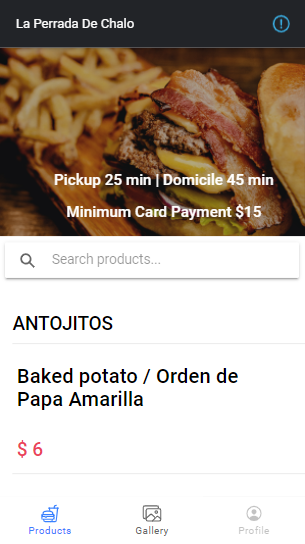 La Perrada De Chalo
Pickup 25 min | Domicile 45 min
Minimum Card Payment $15
Search products...
ANTOJITOS
Baked potato / Orden de
Papa Amarilla
$ 6
Products Gallery Profile